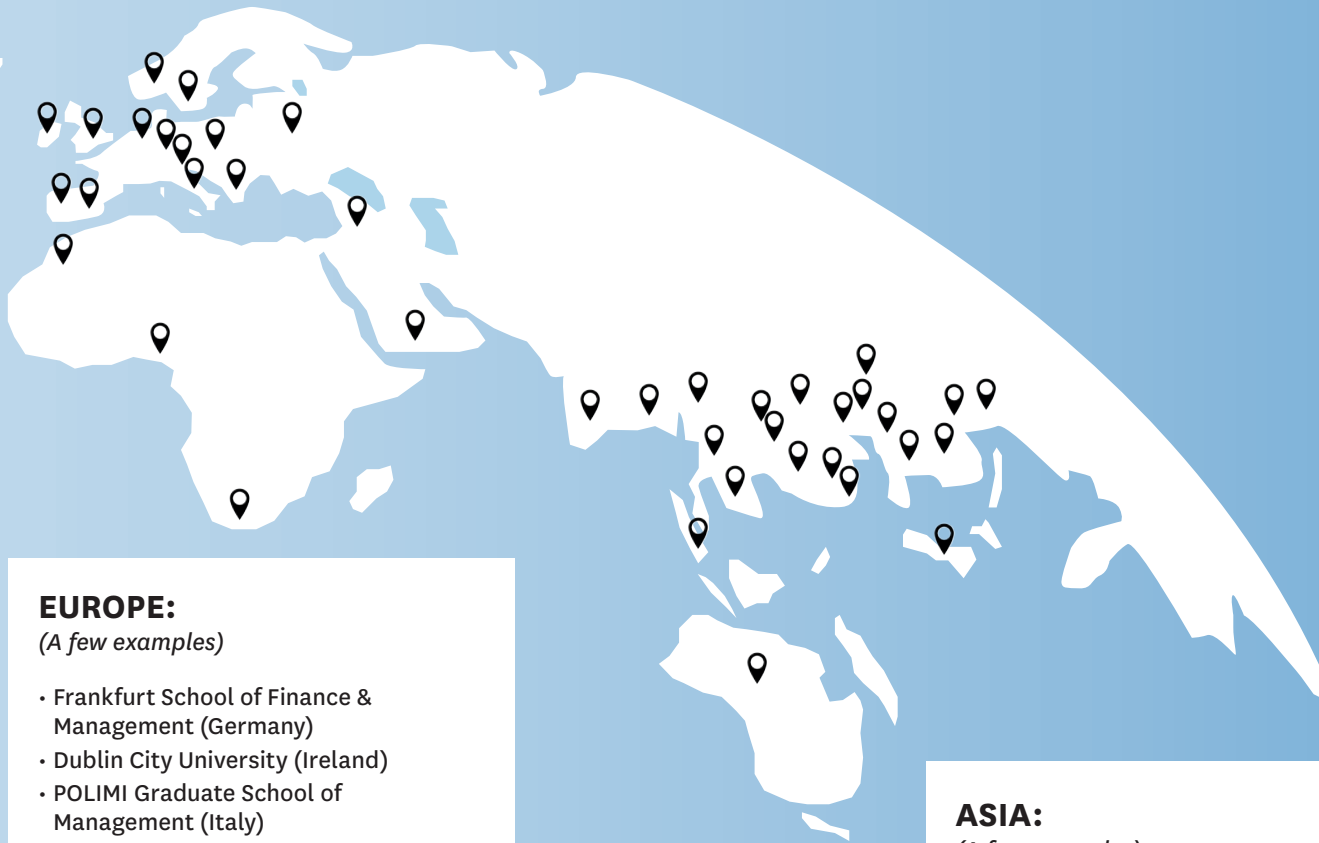 EUROPE:
(A few examples)
• Frankfurt School of Finance &
Management (Germany)
• Dublin City University (Ireland)
• POLIMI Graduate School of
Management (Italy)
ASIA: